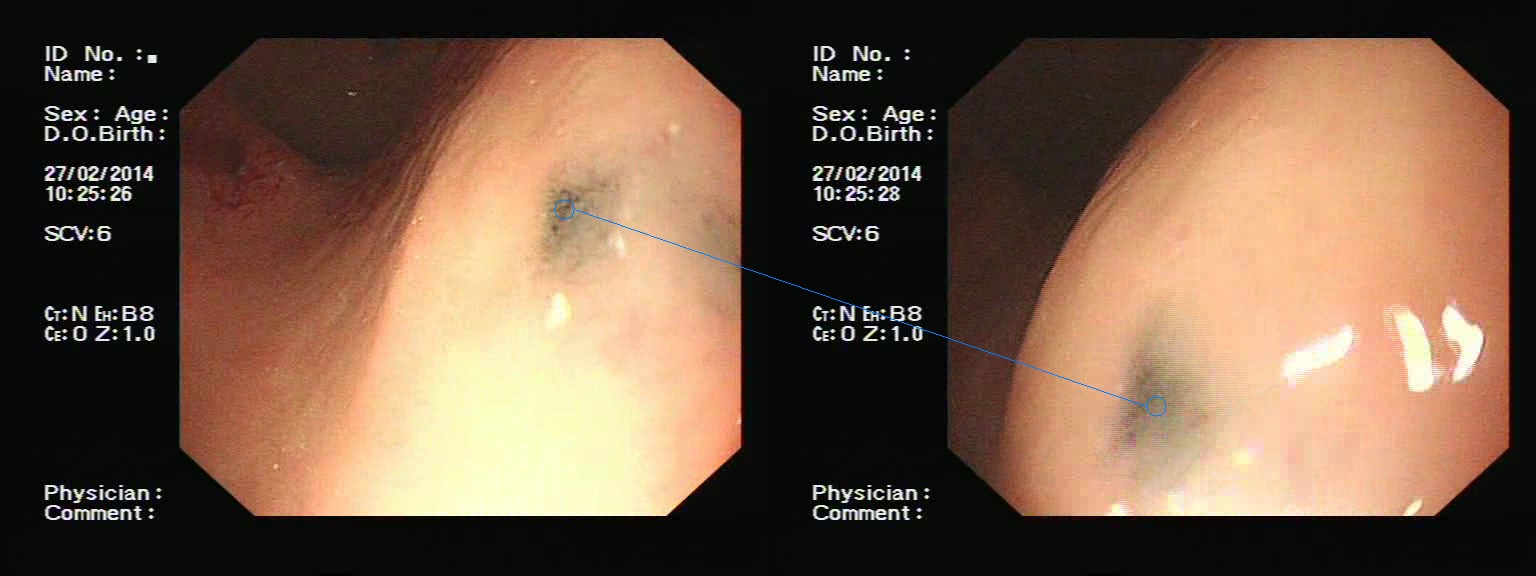 ID No. :
Name:
Sex: Age:
D.O.Birth:
27/02/2014
10:25:26
SCV:6
CT:N EH:B8
CE:0 Z:1.0
Physician:
Comment:
ID No. :
Name:
Sex: Age:
D.O.Birth:
27/02/2014
10:25:28
SCV:6
CT:N EH:B8
CE:0 Z:1.0
Physician:
Comment: